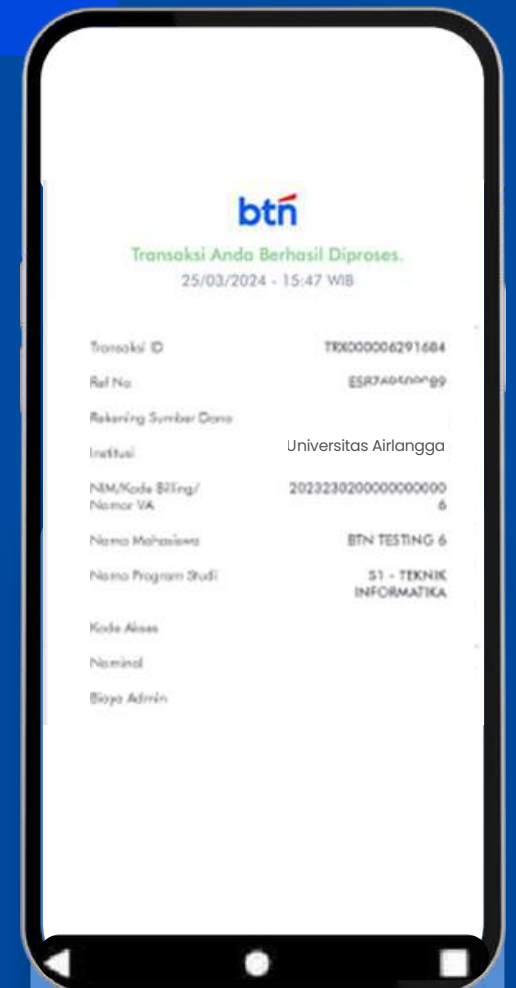 btn
Transaksi Anda Berhasil Diproses.
25/03/2024 - 15:47 WIB
Transaksi ID TRX000006291684
Ref No
Rekening Sumber Dana
Institusi Universitas Airlangga
NIM/Kode Billing/ 2023230200000000000
Nomor VA 6
Nama Mahasiswa BTN TESTING 6
Nama Program Studi S1 - TEKNIK
INFORMATIKA
Kode Akses
Nominal
Biaya Admin